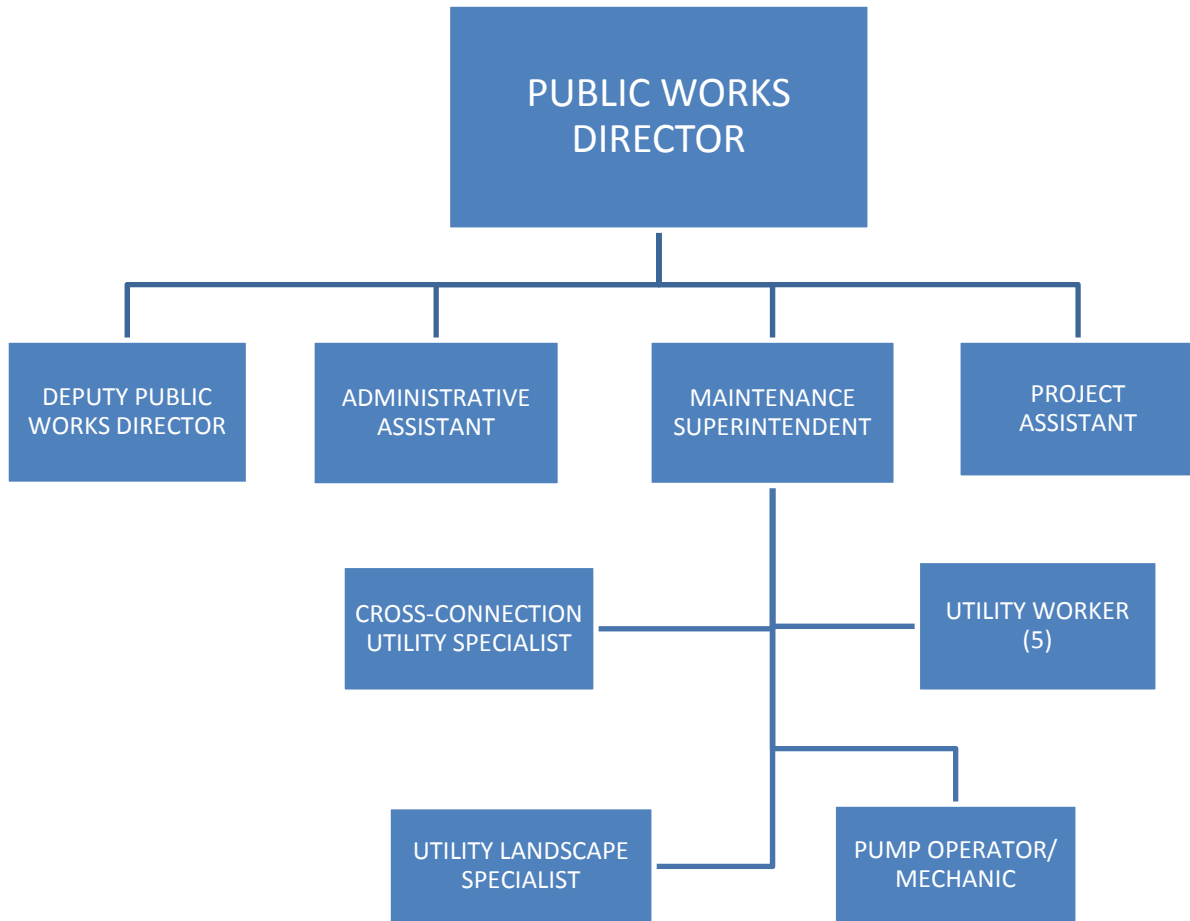 PUBLIC WORKS
DIRECTOR
DEPUTY PUBLIC
WORKS DIRECTOR
ADMINISTRATIVE
ASSISTANT
MAINTENANCE
SUPERINTENDENT
PROJECT
ASSISTANT
CROSS-CONNECTION
UTILITY SPECIALIST
UTILITY WORKER
(5)
UTILITY LANDSCAPE
SPECIALIST
PUMP OPERATOR/
MECHANIC